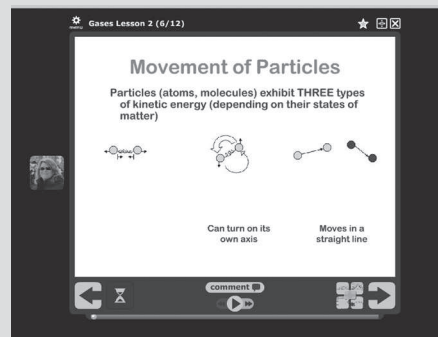 Gases Lesson 2 (6/12)
Movement of Particles
Particles (atoms, molecules) exhibit THREE types
of kinetic energy (depending on their states of
matter)
Can turn on its
own axis
Moves in a
straight line
comment